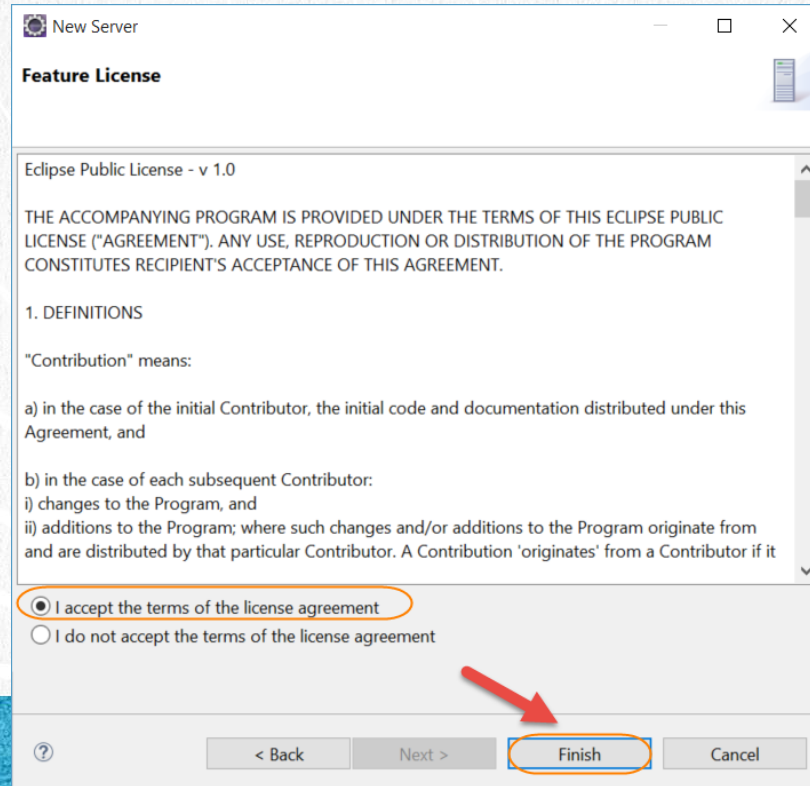 New Server
Feature License
Eclipse Public License - v 1.0
THE ACCOMPANYING PROGRAM IS PROVIDED UNDER THE TERMS OF THIS ECLIPSE PUBLIC
LICENSE ("AGREEMENT"). ANY USE, REPRODUCTION OR DISTRIBUTION OF THE PROGRAM
CONSTITUTES RECIPIENT'S ACCEPTANCE OF THIS AGREEMENT.
1. DEFINITIONS
"Contribution" means:
a) in the case of the initial Contributor, the initial code and documentation distributed under this
Agreement, and
b) in the case of each subsequent Contributor:
i) changes to the Program, and
ii) additions to the Program; where such changes and/or additions to the Program originate from
and are distributed by that particular Contributor. A Contribution 'originates' from a Contributor if it
I accept the terms of the license agreement
I do not accept the terms of the license agreement
? < Back Next > Finish Cancel